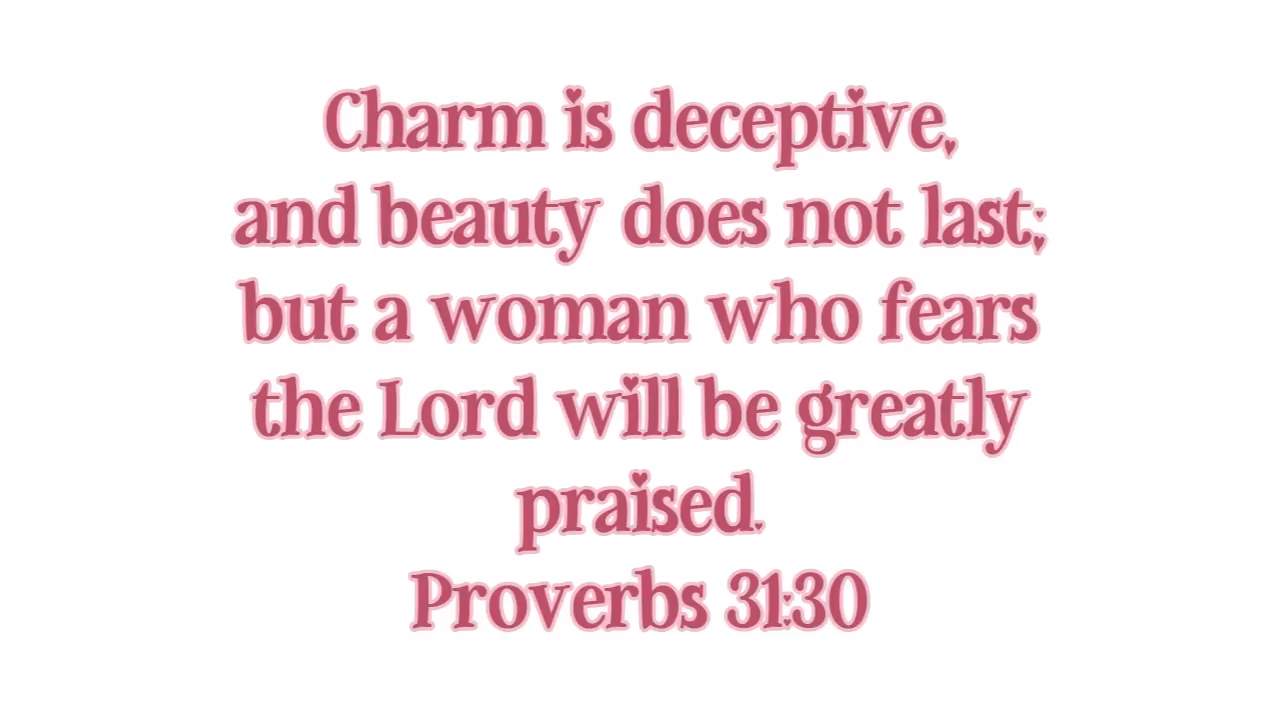 Charm is deceptive,
and beauty does not last;
but a woman who fears
the Lord will be greatly
praised.
Proverbs 31:30